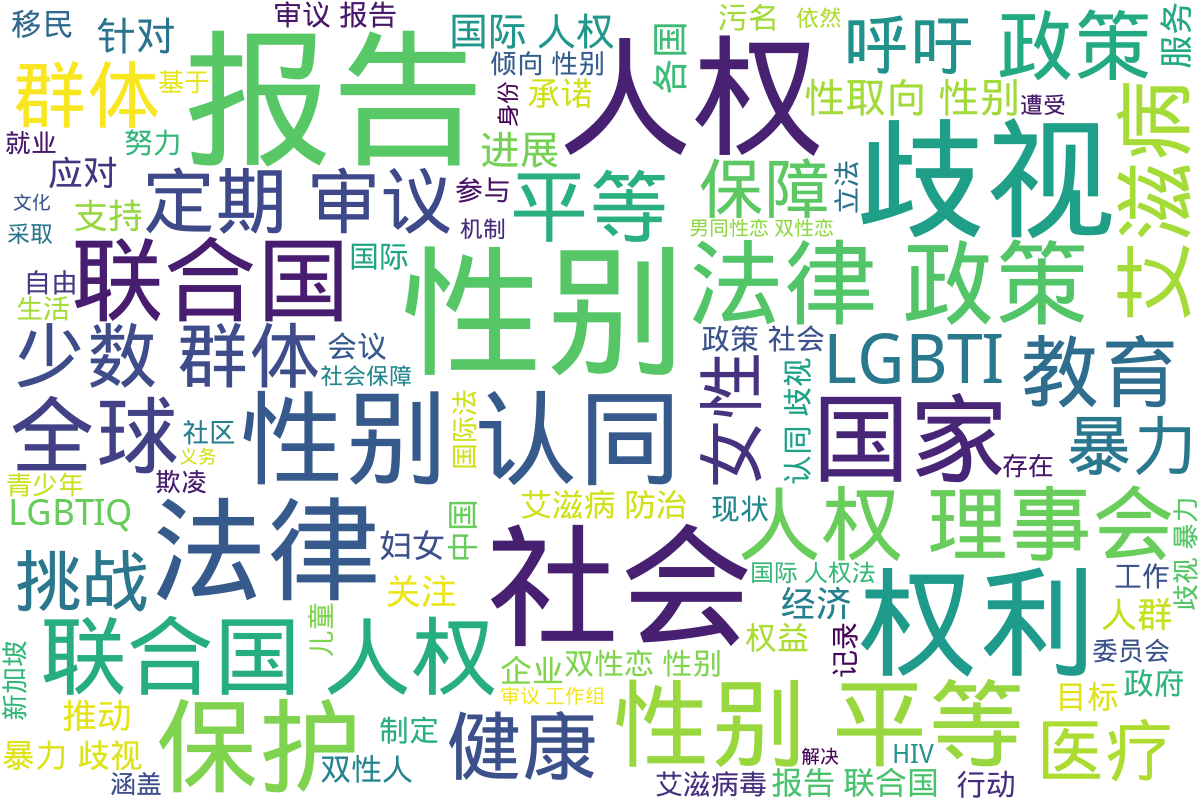 审议 报告
移民
针对
国际 人权
污名
依然
呼吁
政策
服务
报告
人权
各国
倾向 性别
群体
基于
身份
承诺
性取向 性别
遭受
艾滋病
就业
努力
进展
歧视
应对
定期 审议
参与
平等
保障
立法
文化
支持
机制
男同性恋 双性恋
采取
联合国
国际
性别
法律 政策
自由
生活
少数 群体
会议
政策 社会
LGBTI
教育
社会保障
女性
认同 歧视
全球
社区
性别 认同
国际法
国家
暴力
义务
存在
青少年
欺凌
LGBTIQ
法律
艾滋病 防治
现状
人权 理事会
歧视 暴力
中国
妇女
社会
挑战
关注
国际 人权法
工作
权利
经济
人群
儿童
联合国 人权
权益
记录
委员会
新加坡
企业
双性恋 性别
政府
审议 工作组
性别 平等
目标
推动
保护
制定
健康
医疗
暴力 歧视
双性人
解决
HIV
涵盖
艾滋病毒
报告 联合国
行动